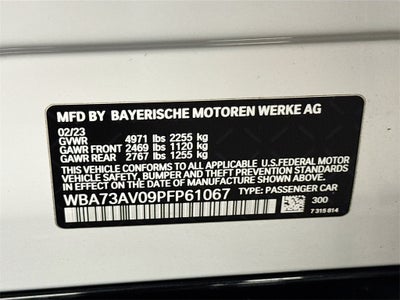 MFD BY BAYERISCHE MOTOREN WERKE AG
02/23
GVWR 4971 lbs 2255 kg
GAWR FRONT 2469 lbs 1120 kg
GAWR REAR 2767 lbs 1255 kg
THIS VEHICLE CONFORMS TO ALL APPLICABLE U.S.FEDERAL MOTOR
VEHICLE SAFETY, BUMPER AND THEFT PREVENTION STANDARDS
IN EFFECT ON THE DATE OF MANUFACTURE SHOWN ABOVE.
WBA73AV09PFP61067 TYPE: PASSENGER CAR
300
7 315 814